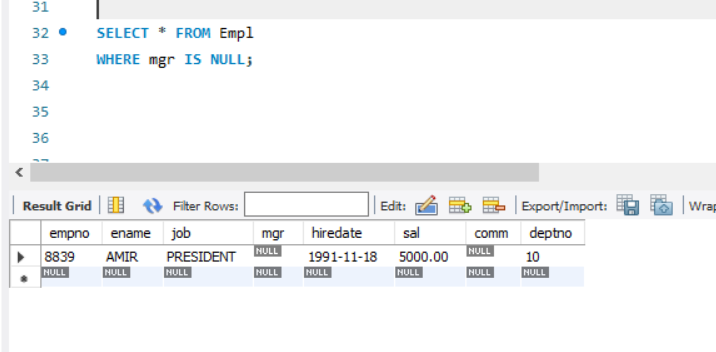 31
32 SELECT * FROM Empl
33 WHERE mgr IS NULL;
34
35
36
Result Grid Filter Rows: Edit: Export/Import: Wrap
empno ename job mgr hiredate sal comm deptno
8839 AMIR PRESIDENT NULL 1991-11-18 5000.00 NULL 10
NULL NULL NULL NULL NULL NULL NULL NULL